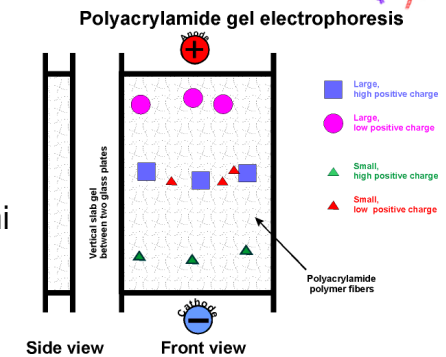 Polyacrylamide gel electrophoresis
Anode
+
Large,
high positive charge
Large,
low positive charge
Small,
high positive charge
Small,
low positive charge
Vertical slab gel
between two glass plates
Polyacrylamide
polymer fibers
Cathode
−
Side view
Front view